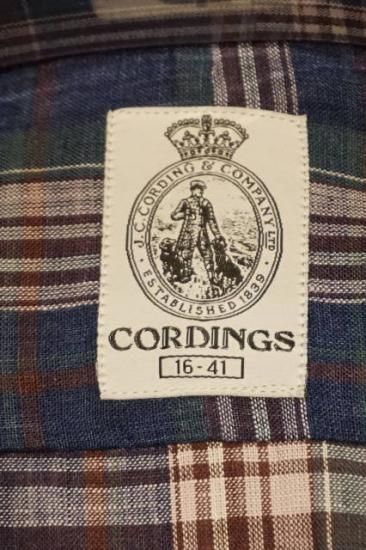 · J.C. CORDING & COMPANY LTD ·
ESTABLISHED 1839
CORDINGS
16-41